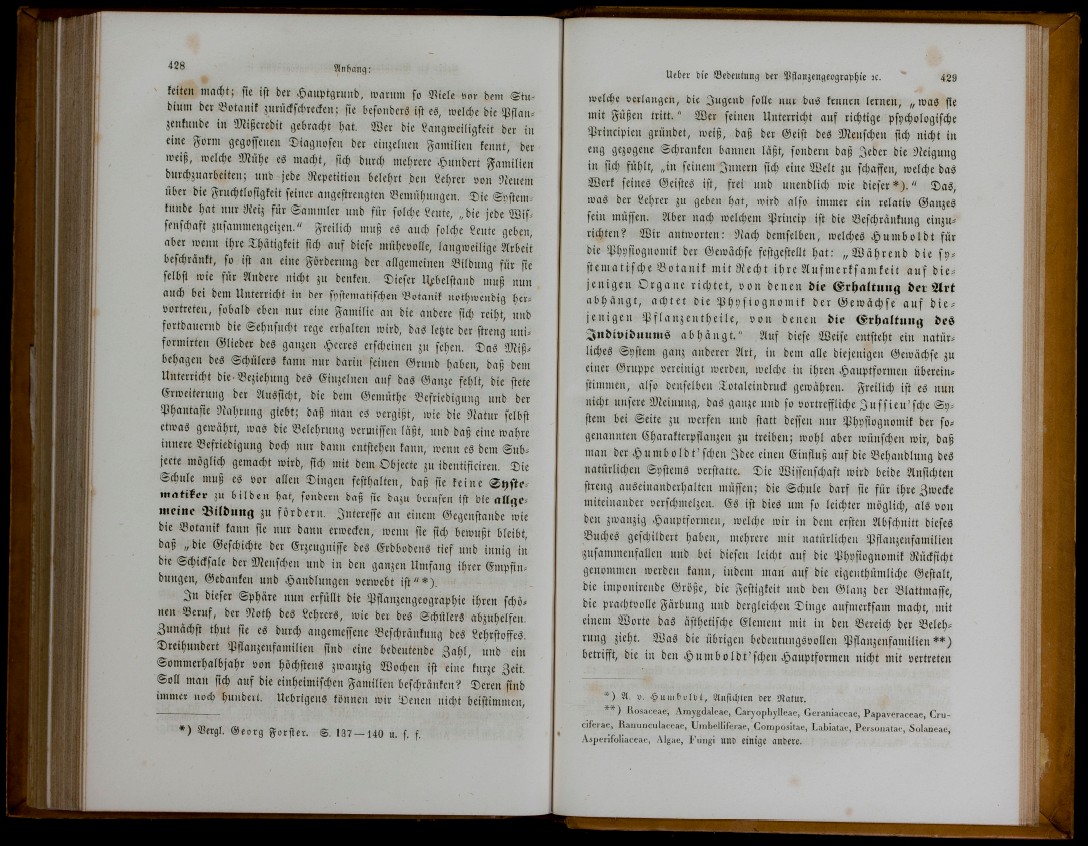 428
Anhang:
keiten macht; sie ist der Hauptgrund, warum so Viele vor dem Stu-
dium der Botanik zurückschrecken; sie besonders ist es, welche die Pflan-
zenkunde in Mißcredit gebracht hat. Wer die Langweiligkeit der in
eine Form gegossenen Diagnosen der einzelnen Familien kennt, der
weiß, welche Mühe es macht, sich durch mehrere Hundert Familien
durchzuarbeiten; und jede Repetition belehrt den Lehrer von Neuem
über die Fruchtlosigkeit seiner angestrengten Bemühungen. Die System-
kunde hat nur Reiz für Sammler und für solche Leute, „die jede Wis-
senschaft zusammengeizen.“ Freilich muß es auch solche Leute geben,
aber wenn ihre Thätigkeit sich auf diese mühevolle, langweilige Arbeit
beschränkt, so ist an eine Förderung der allgemeinen Bildung für sie
selbst wie für Andere nicht zu denken. Dieser Uebelstand muß nun
auch bei dem Unterricht in der systematischen Botanik nothwendig her-
vortreten, sobald eben nur eine Familie an die andere sich reiht, und
fortdauernd die Sehnsucht rege erhalten wird, das letzte der streng uni-
formirten Glieder des ganzen Heeres erscheinen zu sehen. Das Miß-
behagen des Schülers kann nur darin seinen Grund haben, daß dem
Unterricht die Beziehung des Einzelnen auf das Ganze fehlt, die stete
Erweiterung der Aussicht, die dem Gemüthe Befriedigung und der
Phantasie Nahrung giebt; daß man es vergißt, wie die Natur selbst
etwas gewährt, was die Belehrung vermissen läßt, und daß eine wahre
innere Befriedigung doch nur dann entstehen kann, wenn es dem Sub-
jecte möglich gemacht wird, sich mit dem Objecte zu identificiren. Die
Schule muß es vor allen Dingen festhalten, daß sie keine Syste-
matiker zu bilden hat, sondern daß sie dazu berufen ist die allge-
meine Bildung zu fördern. Interesse an einem Gegenstande wie
die Botanik kann sie nur dann erwecken, wenn sie sich bewußt bleibt,
daß „die Geschichte der Erzeugnisse des Erdbodens tief und innig in
die Schicksale der Menschen und in den ganzen Umfang ihrer Empfin-
dungen, Gedanken und Handlungen verwebt ist“*).
In dieser Sphäre nun erfüllt die Pflanzengeographie ihren schö-
nen Beruf, der Noth des Lehrers, wie der des Schülers abzuhelfen.
Zunächst thut sie es durch angemessene Beschränkung des Lehrstoffes.
Dreihundert Pflanzenfamilien sind eine bedeutende Zahl, und ein
Sommerhalbjahr von höchstens zwanzig Wochen ist eine kurze Zeit.
Soll man sich auf die einheimischen Familien beschränken? Deren sind
immer noch hundert. Uebrigens können wir Denen nicht beistimmen,
*) Vergl. Georg Forster. S. 137—140 u. f. f.
Ueber die Bedeutung der Pflanzengeographie ꝛc.
429
welche verlangen, die Jugend solle nur das kennen lernen, „was sie
mit Füßen tritt.“ Wer seinen Unterricht auf richtige psychologische
Principien gründet, weiß, daß der Geist des Menschen sich nicht in
eng gezogene Schranken bannen läßt, sondern daß Jeder die Neigung
in sich fühlt, „in seinem Innern sich eine Welt zu schaffen, welche das
Werk seines Geistes ist, frei und unendlich wie dieser*).“ Das,
was der Lehrer zu geben hat, wird also immer ein relativ Ganzes
sein müssen. Aber nach welchem Princip ist die Beschränkung einzu-
richten? Wir antworten: Nach demselben, welches Humboldt für
die Physiognomik der Gewächse festgestellt hat: „Während die sy-
stematische Botanik mit Recht ihre Aufmerksamkeit auf die-
jenigen Organe richtet, von denen die Erhaltung der Art
abhängt, achtet die Physiognomik der Gewächse auf die-
jenigen Pflanzentheile, von denen die Erhaltung des
Individuums abhängt.“ Auf diese Weise entsteht ein natür-
liches System ganz anderer Art, in dem alle diejenigen Gewächse zu
einer Gruppe vereinigt werden, welche in ihren Hauptformen überein-
stimmen, also denselben Totaleindruck gewähren. Freilich ist es nun
nicht unsere Meinung, das ganze und so vortreffliche Jussieu'sche Sy-
stem bei Seite zu werfen und statt dessen nur Physiognomik der so-
genannten Charakterpflanzen zu treiben; wohl aber wünschen wir, daß
man der Humboldt'schen Idee einen Einfluß auf die Behandlung des
natürlichen Systems verstatte. Die Wissenschaft wird beide Ansichten
streng auseinanderhalten müssen; die Schule darf sie für ihre Zwecke
miteinander verschmelzen. Es ist dies um so leichter möglich, als von
den zwanzig Hauptformen, welche wir in dem ersten Abschnitt dieses
Buches geschildert haben, mehrere mit natürlichen Pflanzenfamilien
zusammenfallen und bei diesen leicht auf die Physiognomik Rücksicht
genommen werden kann, indem man auf die eigenthümliche Gestalt,
die imponirende Größe, die Festigkeit und den Glanz der Blattmasse,
die prachtvolle Färbung und dergleichen Dinge aufmerksam macht, mit
einem Worte das ästhetische Element mit in den Bereich der Beleh-
rung zieht. Was die übrigen bedeutungsvollen Pflanzenfamilien**)
betrifft, die in den Humboldt'schen Hauptformen nicht mit vertreten
*) A. v. Humboldt, Ansichten der Natur.
**) Rosaceae, Amygdaleae, Caryophylleae, Geraniaceae, Papaveraceae, Cru-
ciferae, Ranunculaceae, Umbelliferae, Compositae, Labiatae, Personatae, Solaneae,
Asperifoliaceae, Algae, Fungi und einige andere.